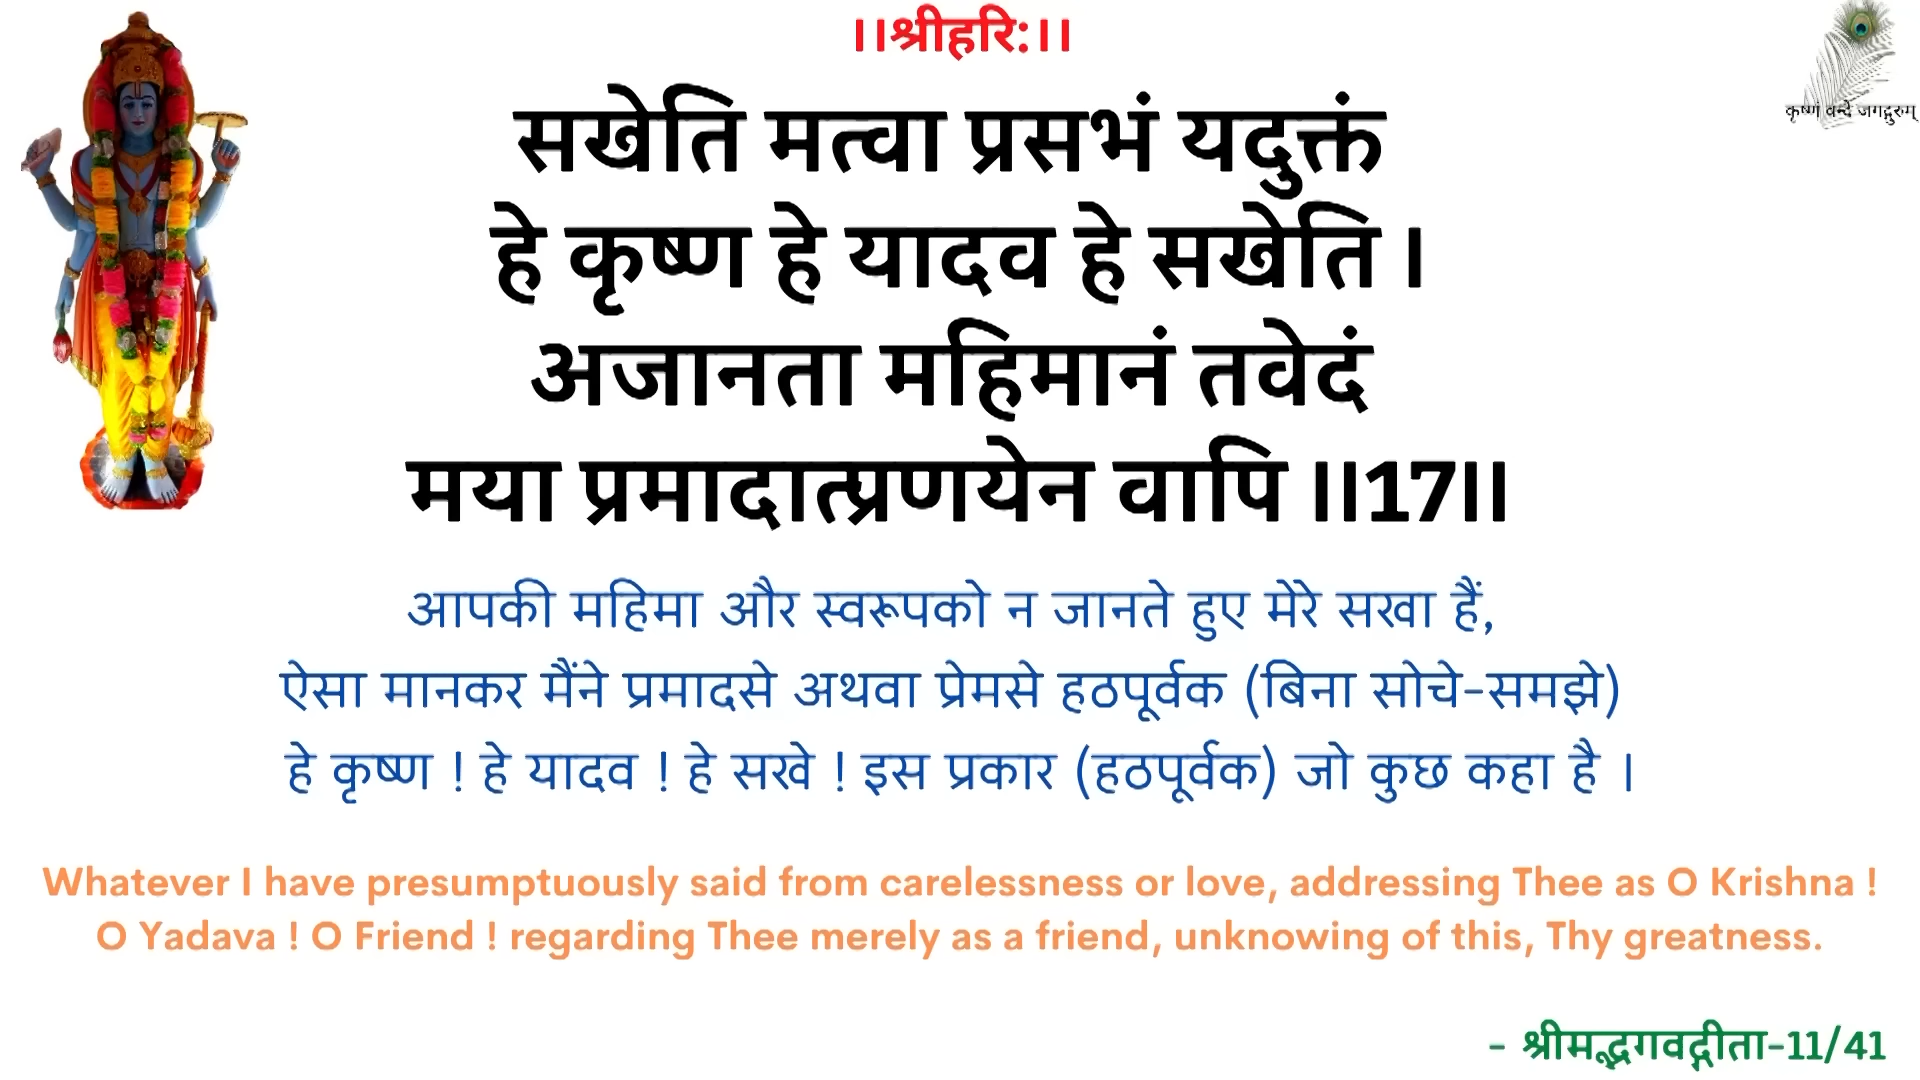 ।।श्रीहरि:।।
कृष्णं वन्दे जगद्गुरुम्
सखेति मत्वा प्रसभं यदुक्तं
हे कृष्ण हे यादव हे सखेति ।
अजानता महिमानं तवेदं
मया प्रमादात्प्रणयेन वापि ।।17।।
आपकी महिमा और स्वरूपको न जानते हुए मेरे सखा हैं,
ऐसा मानकर मैंने प्रमादसे अथवा प्रेमसे हठपूर्वक (बिना सोचे-समझे)
हे कृष्ण ! हे यादव ! हे सखे ! इस प्रकार (हठपूर्वक) जो कुछ कहा है ।
Whatever I have presumptuously said from carelessness or love, addressing Thee as O Krishna !
O Yadava ! O Friend ! regarding Thee merely as a friend, unknowing of this, Thy greatness.
- श्रीमद्भगवद्गीता-11/41